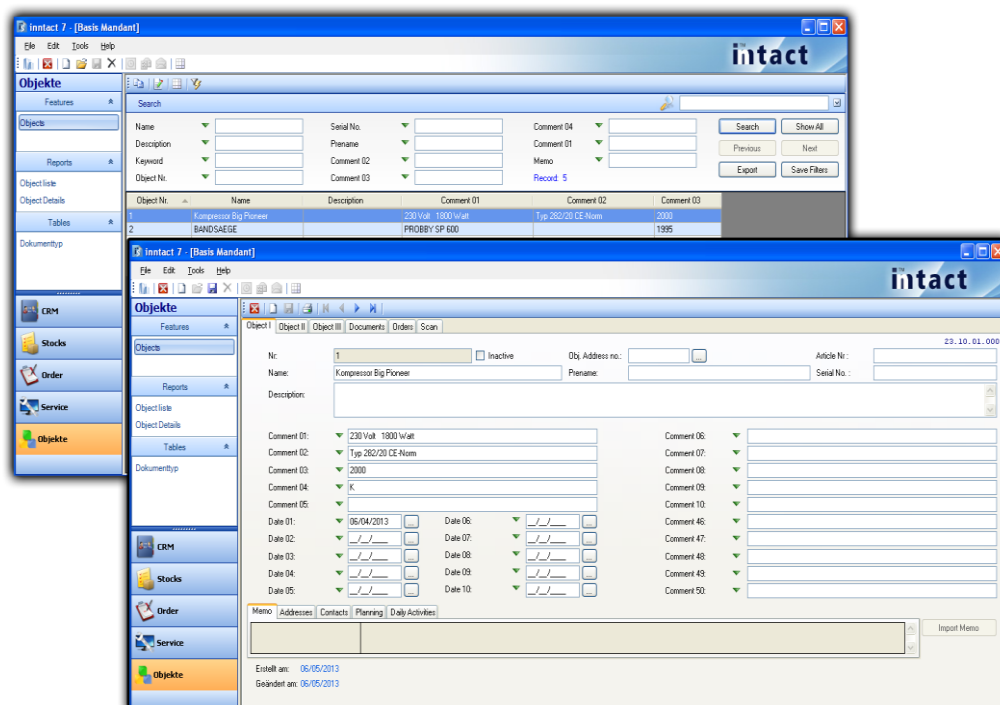 inntact 7 - [Basis Mandant]
File Edit Tools Help
inntact
Objekte
Features
Objects
Reports
Object liste
Object Details
Tables
Dokumenttyp
CRM
Stocks
Order
Service
Objekte
Search
Name Serial No. Comment 04 Search Show All
Description Prename Comment 01 Previous Next
Keyword Comment 02 Memo
Object Nr. Comment 03 Record: 5 Export Save Filters
Object Nr. Name Description Comment 01 Comment 02 Comment 03
1 Kompressor Big Pioneer 230 Volt 1800 Watt Typ 282/20 CE-Norm 2000
2 BANDSAEGE PROBBY SP 600 1995
inntact 7 - [Basis Mandant]
File Edit Tools Help
inntact
Objekte
Features
Objects
Reports
Object liste
Object Details
Tables
Dokumenttyp
CRM
Stocks
Order
Service
Objekte
Object I Object II Object III Documents Orders Scan
23.10.01.000
Nr. 1 Inactive Obj. Address no.: ... Article Nr :
Name: Kompressor Big Pioneer Prename: Serial No. :
Description:
Comment 01: 230 Volt 1800 Watt Comment 06:
Comment 02: Typ 282/20 CE-Norm Comment 07:
Comment 03: 2000 Comment 08:
Comment 04: K Comment 09:
Comment 05: Comment 10:
Date 01: 06/04/2013 ... Date 06: _/_/___ ... Comment 46:
Date 02: _/_/___ ... Date 07: _/_/___ ... Comment 47:
Date 03: _/_/___ ... Date 08: _/_/___ ... Comment 48:
Date 04: _/_/___ ... Date 09: _/_/___ ... Comment 49:
Date 05: _/_/___ ... Date 10: _/_/___ ... Comment 50:
Memo Addresses Contacts Planning Daily Activities
Import Memo
Erstellt am: 06/05/2013
Geändert am: 06/05/2013